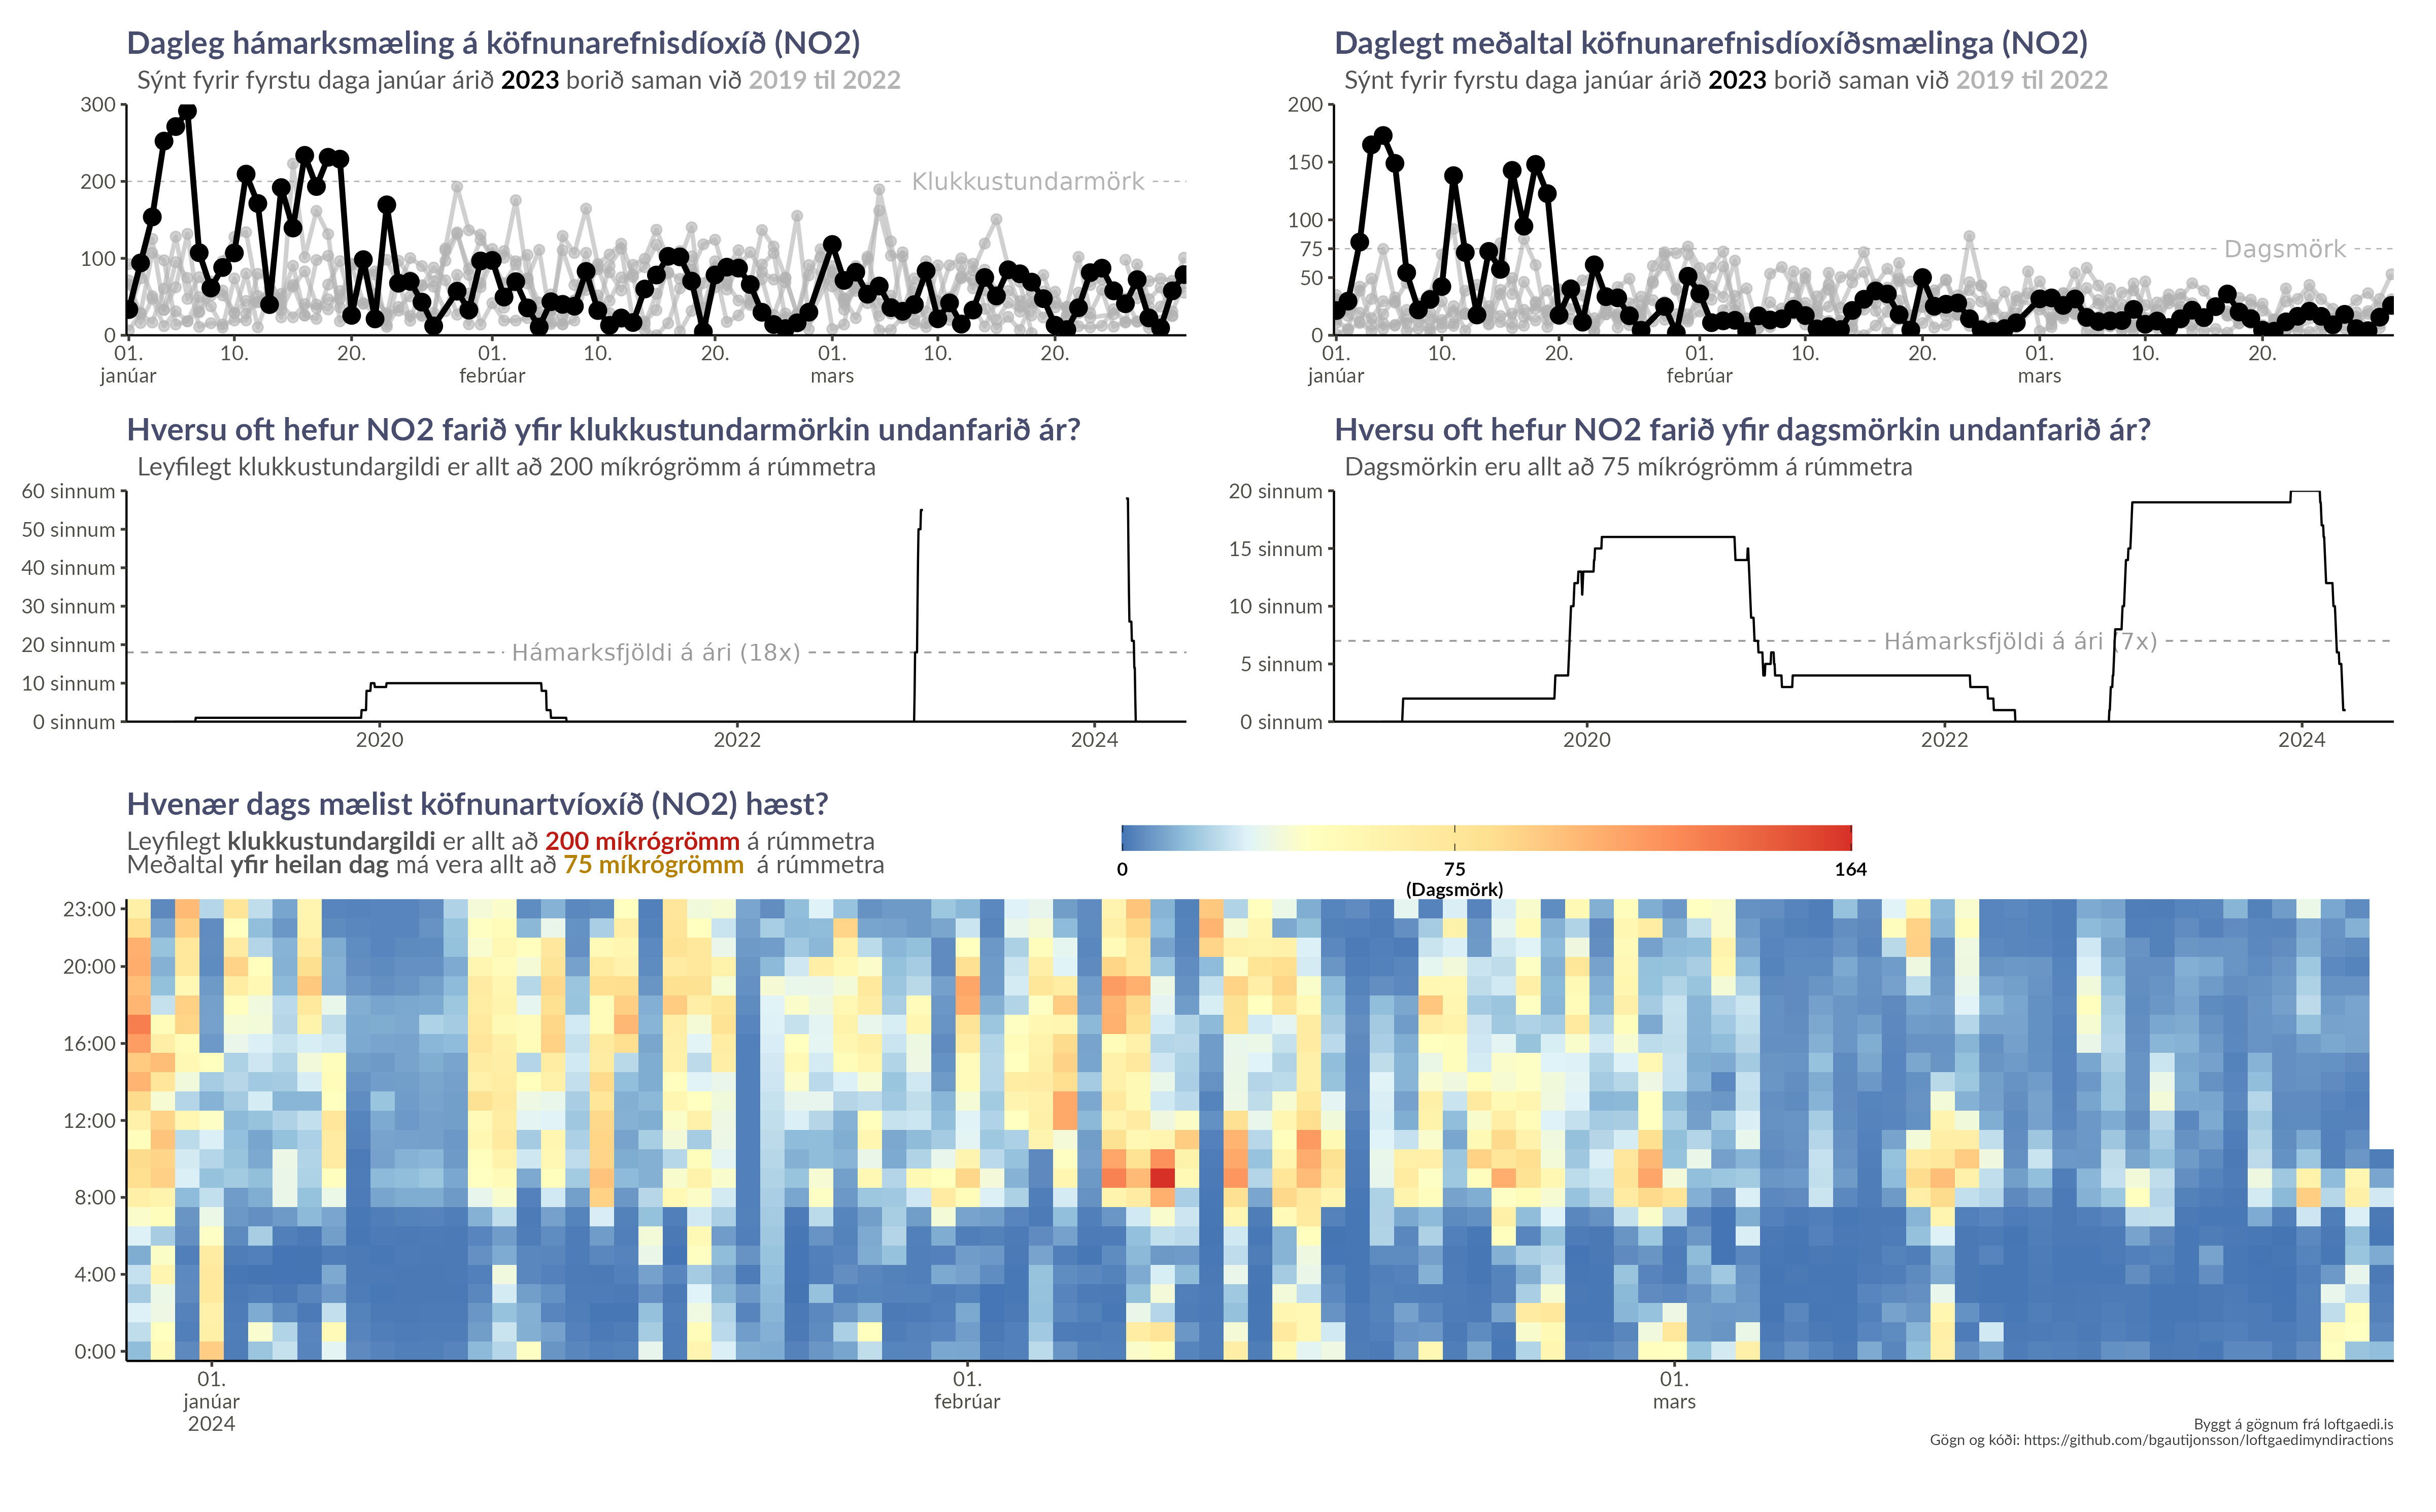 Dagleg hámarksmæling á köfnunarefnisdíoxíð (NO2)
Sýnt fyrir fyrstu daga janúar árið 2023 borið saman við 2019 til 2022
300
200
100
0
Klukkustundarmörk
01. 10. 20. 01. 10. 20. 01. 10. 20.
janúar febrúar mars
Daglegt meðaltal köfnunarefnisdíoxíðsmælinga (NO2)
Sýnt fyrir fyrstu daga janúar árið 2023 borið saman við 2019 til 2022
200
150
100
75
50
0
Dagsmörk
01. 10. 20. 01. 10. 20. 01. 10. 20.
janúar febrúar mars
Hversu oft hefur NO2 farið yfir klukkustundarmörkin undanfarið ár?
Leyfilegt klukkustundargildi er allt að 200 míkrógrömm á rúmmetra
60 sinnum
50 sinnum
40 sinnum
30 sinnum
20 sinnum
10 sinnum
0 sinnum
Hámarksfjöldi á ári (18x)
2020 2022 2024
Hversu oft hefur NO2 farið yfir dagsmörkin undanfarið ár?
Dagsmörkin eru allt að 75 míkrógrömm á rúmmetra
20 sinnum
15 sinnum
10 sinnum
5 sinnum
0 sinnum
Hámarksfjöldi á ári (7x)
2020 2022 2024
Hvenær dags mælist köfnunartvíoxíð (NO2) hæst?
Leyfilegt klukkustundargildi er allt að 200 míkrógrömm á rúmmetra
Meðaltal yfir heilan dag má vera allt að 75 míkrógrömm á rúmmetra
0 75 164
(Dagsmörk)
23:00
20:00
16:00
12:00
8:00
4:00
0:00
01. 01. 01.
janúar febrúar mars
2024
Byggt á gögnum frá loftgaedi.is
Gögn og kóði: https://github.com/bgautijonsson/loftgaedimyndiractions